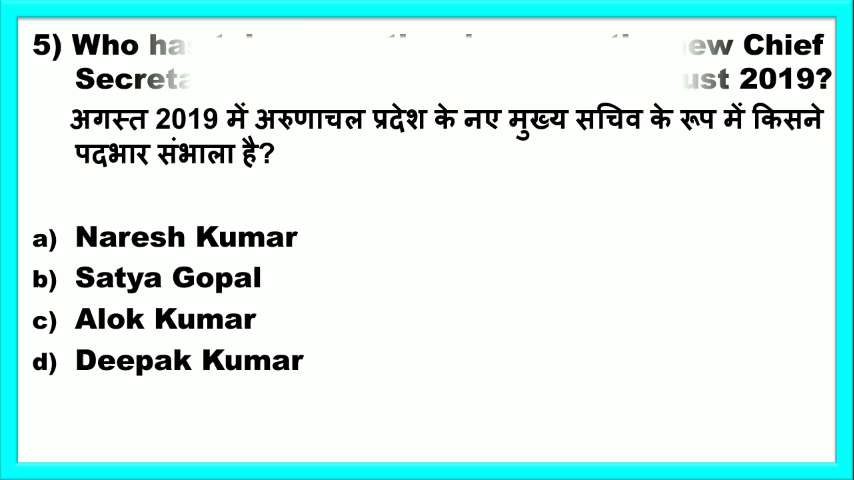 5) Who has ew Chief
Secreta ust 2019?
अगस्त 2019 में अरुणाचल प्रदेश के नए मुख्य सचिव के रूप में किसने
पदभार संभाला है?
a) Naresh Kumar
b) Satya Gopal
c) Alok Kumar
d) Deepak Kumar